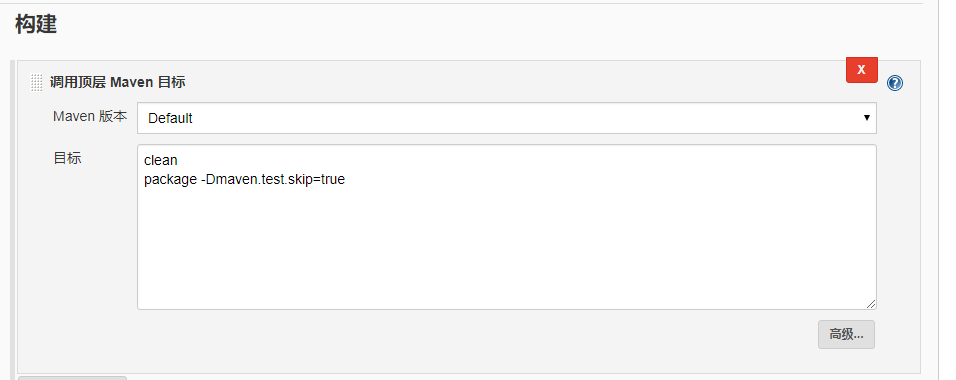 构建
调用顶层 Maven 目标
X
?
Maven 版本
Default
目标
clean
package -Dmaven.test.skip=true
高级...